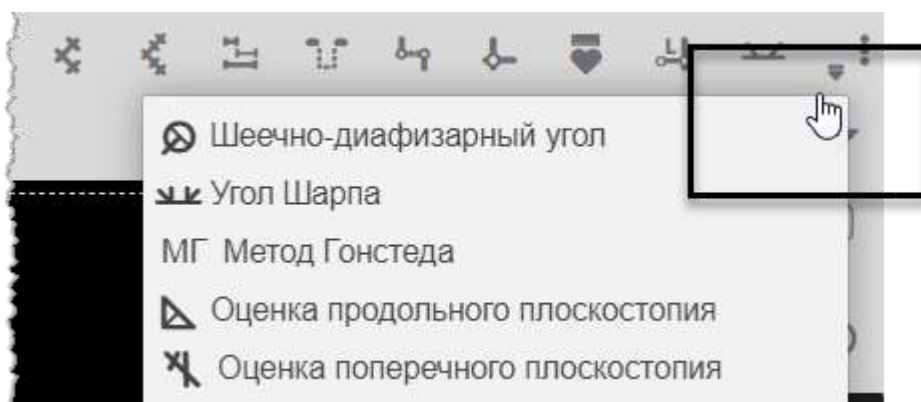 Шеечно-диафизарный угол
Угол Шарпа
МГ Метод Гонстеда
Оценка продольного плоскостопия
Оценка поперечного плоскостопия